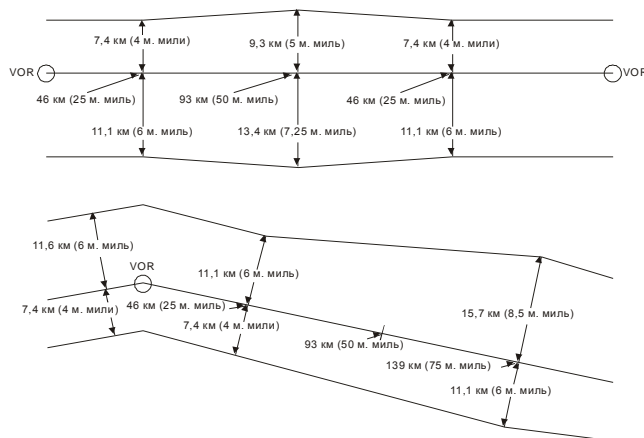 7,4 км (4 м. мили)
9,3 км (5 м. миль)
7,4 км (4 м. мили)
VOR
VOR
46 км (25 м. миль)
93 км (50 м. миль)
46 км (25 м. миль)
11,1 км (6 м. миль)
13,4 км (7,25 м. миль)
11,1 км (6 м. миль)
11,6 км (6 м. миль)
VOR
11,1 км (6 м. миль)
7,4 км (4 м. мили)
46 км (25 м. миль)
15,7 км (8,5 м. миль)
7,4 км (4 м. мили)
93 км (50 м. миль)
139 км (75 м. миль)
11,1 км (6 м. миль)